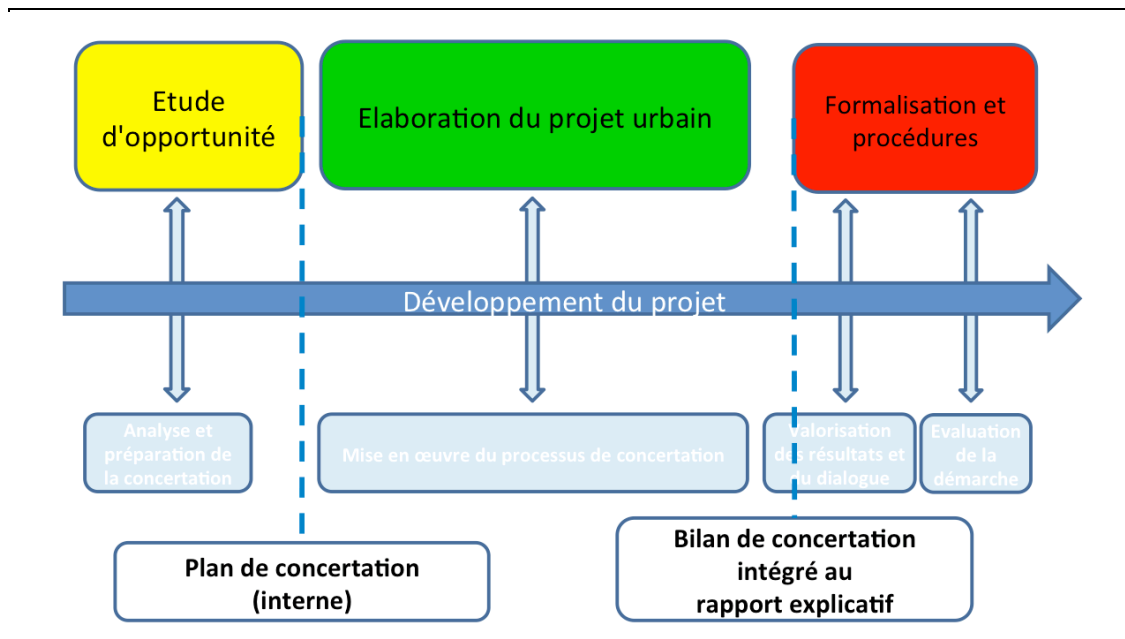 Etude
d'opportunité
Elaboration du projet urbain
Formalisation et
procédures
Développement du projet
Analyse et
préparation de
la concertation
Mise en œuvre du processus de concertation
Valorisation
des résultats et
du dialogue
Evaluation
de la
démarche
Plan de concertation
(interne)
Bilan de concertation
intégré au
rapport explicatif